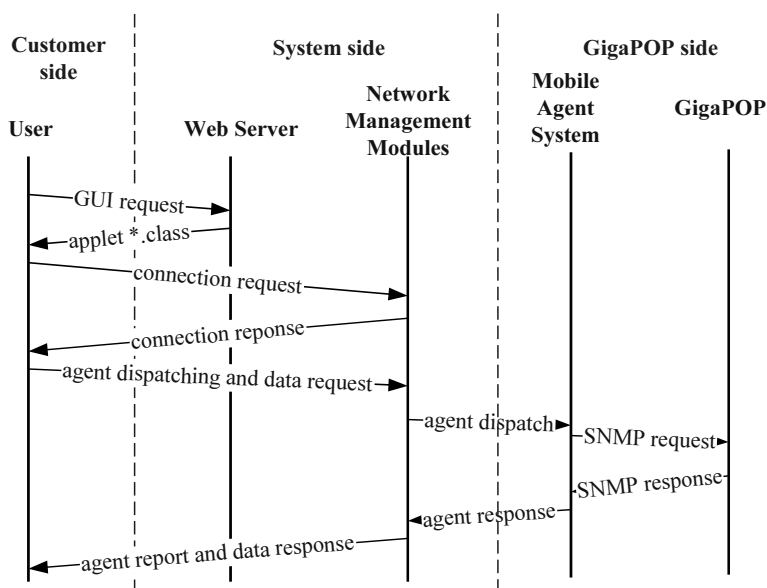 Customer
side
System side
GigaPOP side
User
Web Server
Network
Management
Modules
Mobile
Agent
System
GigaPOP
GUI request
applet *.class
connection request
connection reponse
agent dispatching and data request
agent dispatch
SNMP request
SNMP response
agent response
agent report and data response